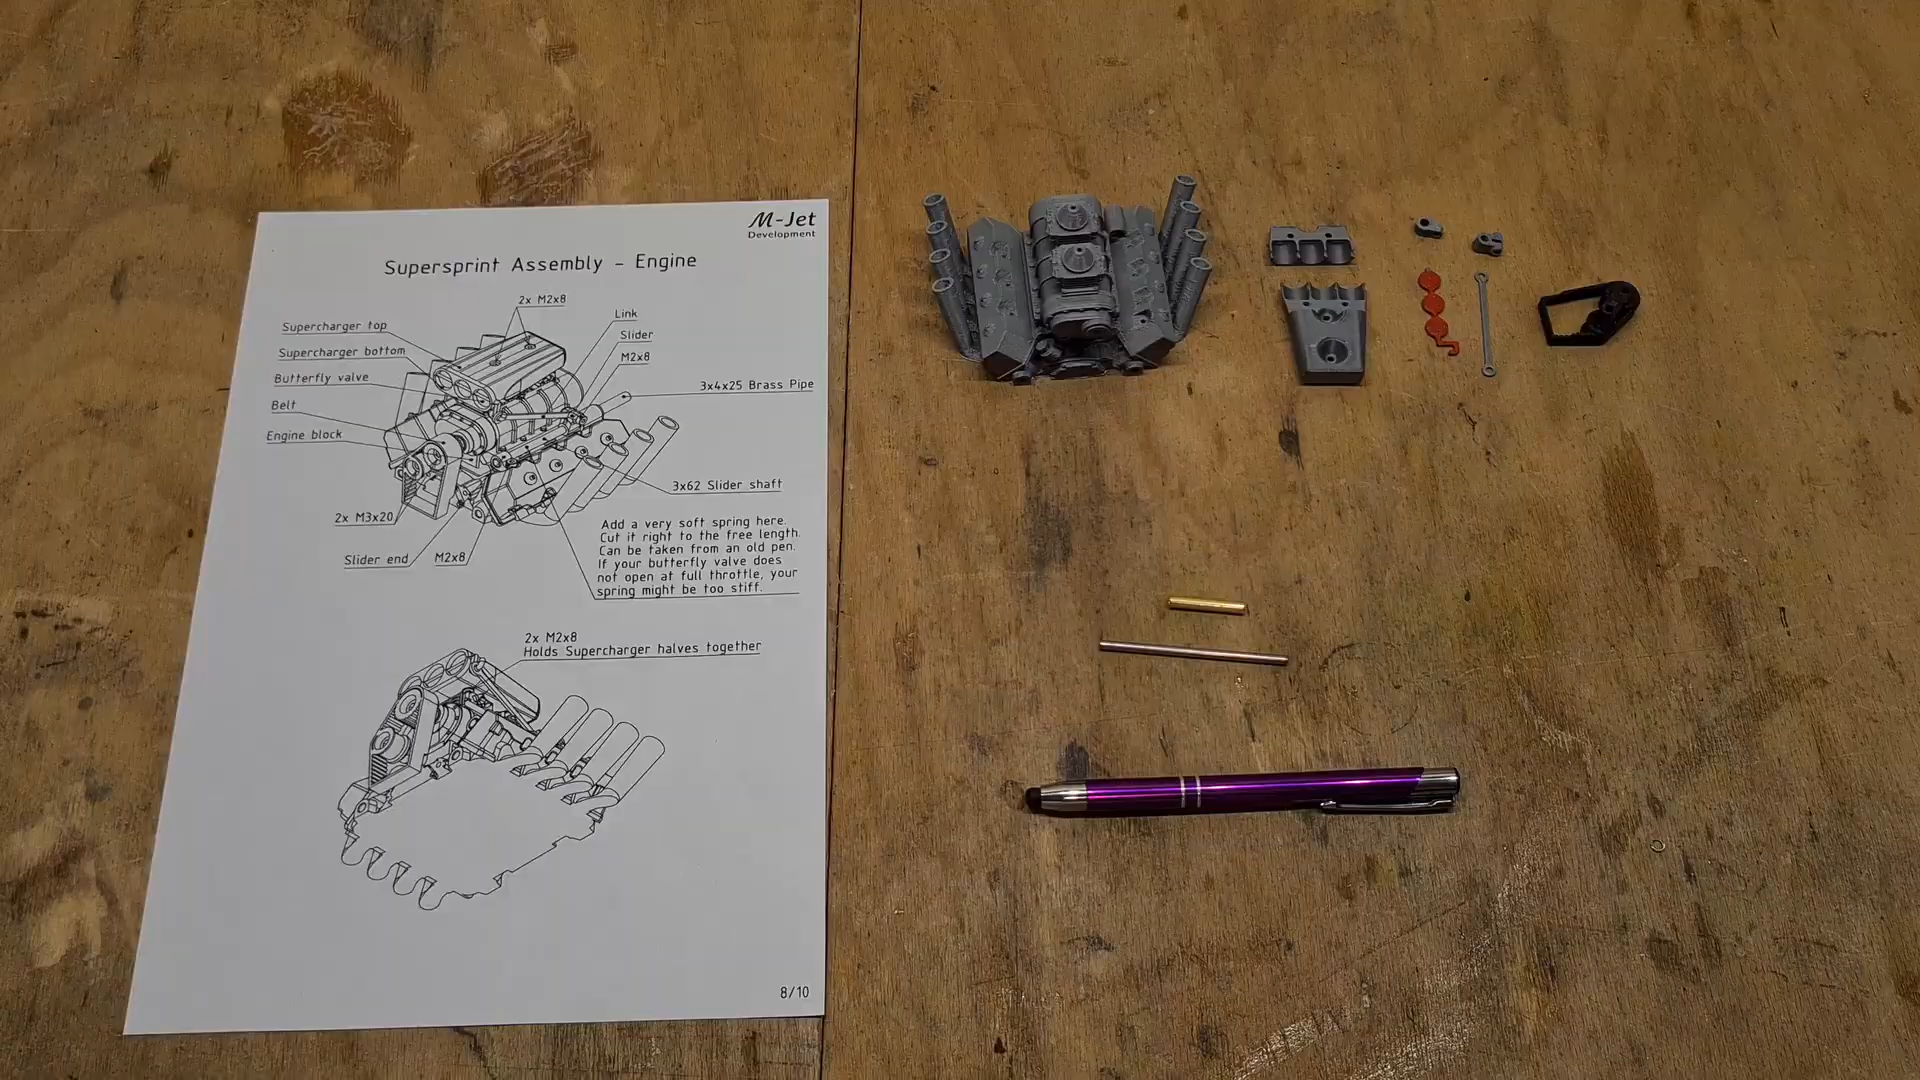 M-Jet
Development
Supersprint Assembly - Engine
2x M2x8
Link
Supercharger top
Slider
Supercharger bottom
M2x8
Butterfly valve
3x4x25 Brass Pipe
Belt
Engine block
3x62 Slider shaft
2x M3x20
Slider end
M2x8
Add a very soft spring here.
Cut it right to the free length.
Can be taken from an old pen.
If your butterfly valve does
not open at full throttle, your
spring might be too stiff.
2x M2x8
Holds Supercharger halves together
8/10